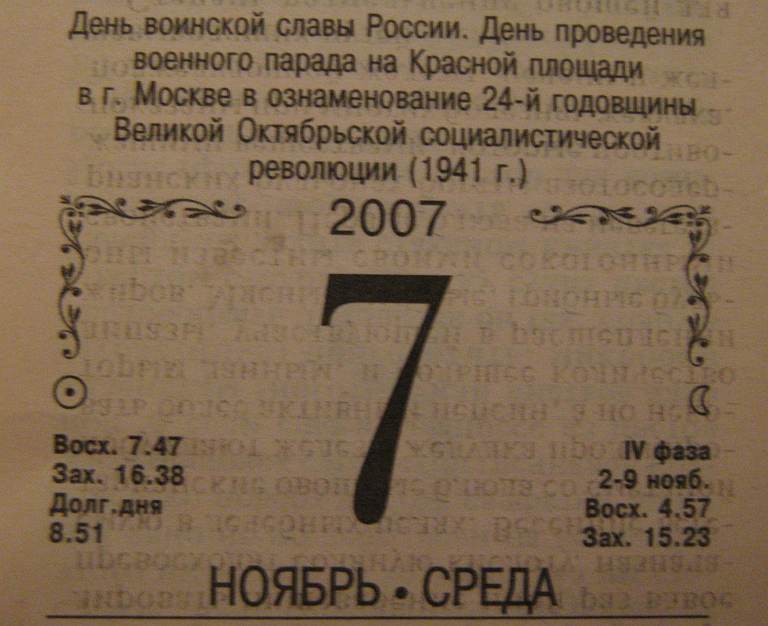 День воинской славы России. День проведения
военного парада на Красной площади
в г. Москве в ознаменование 24-й годовщины
Великой Октябрьской социалистической
революции (1941 г.)
2007
7
Восх. 7.47
Зах. 16.38
Долг.дня
8.51
IV фаза
2-9 нояб.
Восх. 4.57
Зах. 15.23
НОЯБРЬ • СРЕДА